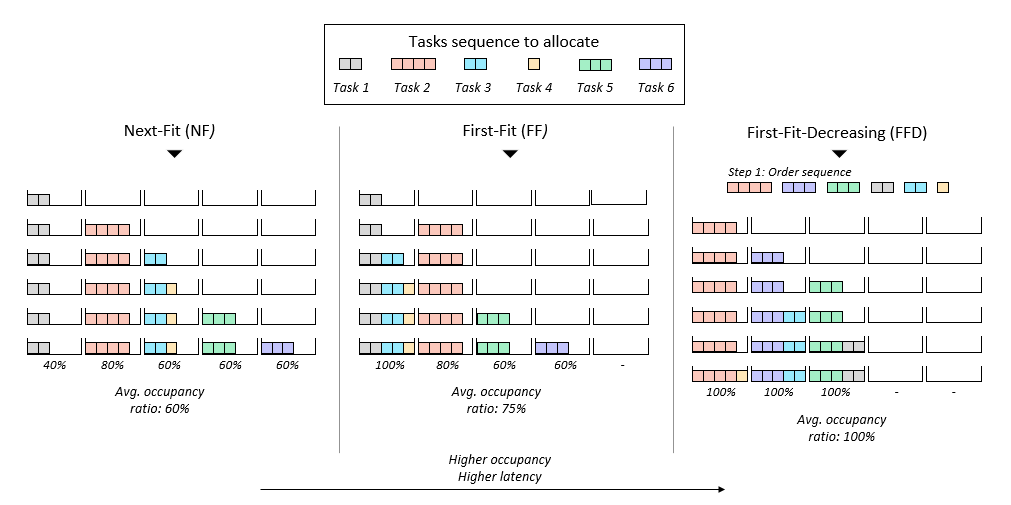 Tasks sequence to allocate
Task 1 Task 2 Task 3 Task 4 Task 5 Task 6
Next-Fit (NF)
40% 80% 60% 60% 60%
Avg. occupancy
ratio: 60%
First-Fit (FF)
100% 80% 60% 60% -
Avg. occupancy
ratio: 75%
First-Fit-Decreasing (FFD)
Step 1: Order sequence
100% 100% 100% - -
Avg. occupancy
ratio: 100%
Higher occupancy
Higher latency